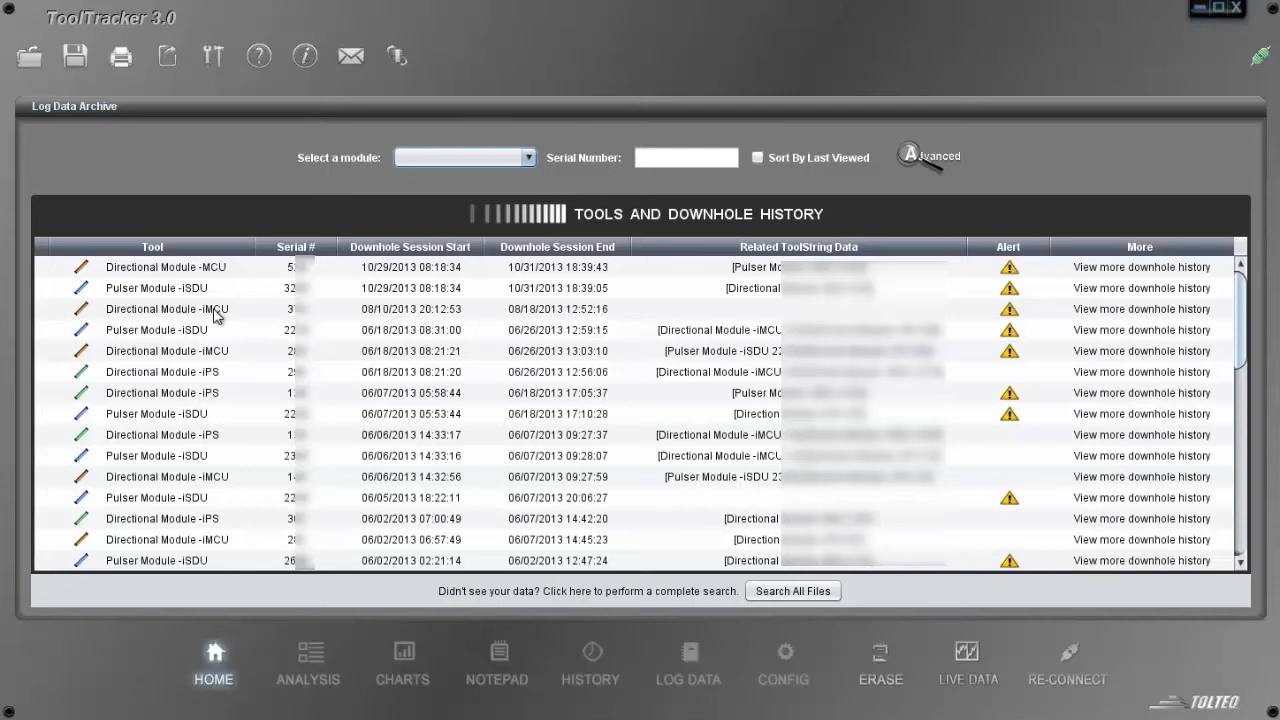 ToolTracker 3.0
Log Data Archive
Select a module: Serial Number: Sort By Last Viewed Advanced
TOOLS AND DOWNHOLE HISTORY
Tool Serial # Downhole Session Start Downhole Session End Related ToolString Data Alert More
Directional Module -MCU 10/29/2013 08:18:34 10/31/2013 18:39:43 [Pulser View more downhole history
Pulser Module -iSDU 32 10/29/2013 08:18:34 10/31/2013 18:39:05 [Directional View more downhole history
Directional Module -iMCU 08/10/2013 20:12:53 08/18/2013 12:52:16 View more downhole history
Pulser Module -iSDU 22 06/18/2013 08:31:00 06/26/2013 12:59:15 [Directional Module -iMCU View more downhole history
Directional Module -iMCU 06/18/2013 08:21:21 06/26/2013 13:03:10 [Pulser Module -iSDU 22 View more downhole history
Directional Module -iPS 06/18/2013 08:21:20 06/26/2013 12:56:06 [Directional Module -iMCU View more downhole history
Directional Module -iPS 06/07/2013 05:58:44 06/18/2013 17:05:37 [Pulser View more downhole history
Pulser Module -iSDU 22 06/07/2013 05:53:44 06/18/2013 17:10:28 [Direction View more downhole history
Directional Module -iPS 06/06/2013 14:33:17 06/07/2013 09:27:37 [Directional Module -iMCU View more downhole history
Pulser Module -iSDU 23 06/06/2013 14:33:16 06/07/2013 09:28:07 [Directional Module -iMCU View more downhole history
Directional Module -iMCU 06/06/2013 14:32:56 06/07/2013 09:27:59 [Pulser Module -iSDU 23 View more downhole history
Pulser Module -iSDU 22 06/05/2013 18:22:11 06/07/2013 20:06:27 View more downhole history
Directional Module -iPS 06/02/2013 07:00:49 06/07/2013 14:42:20 [Directional View more downhole history
Directional Module -iMCU 06/02/2013 06:57:49 06/07/2013 14:45:23 [Direction View more downhole history
Pulser Module -iSDU 26 06/02/2013 02:21:14 06/02/2013 12:47:24 [Directional View more downhole history
Didn't see your data? Click here to perform a complete search. Search All Files
HOME ANALYSIS CHARTS NOTEPAD HISTORY LOG DATA CONFIG ERASE LIVE DATA RE-CONNECT
TOLTEQ